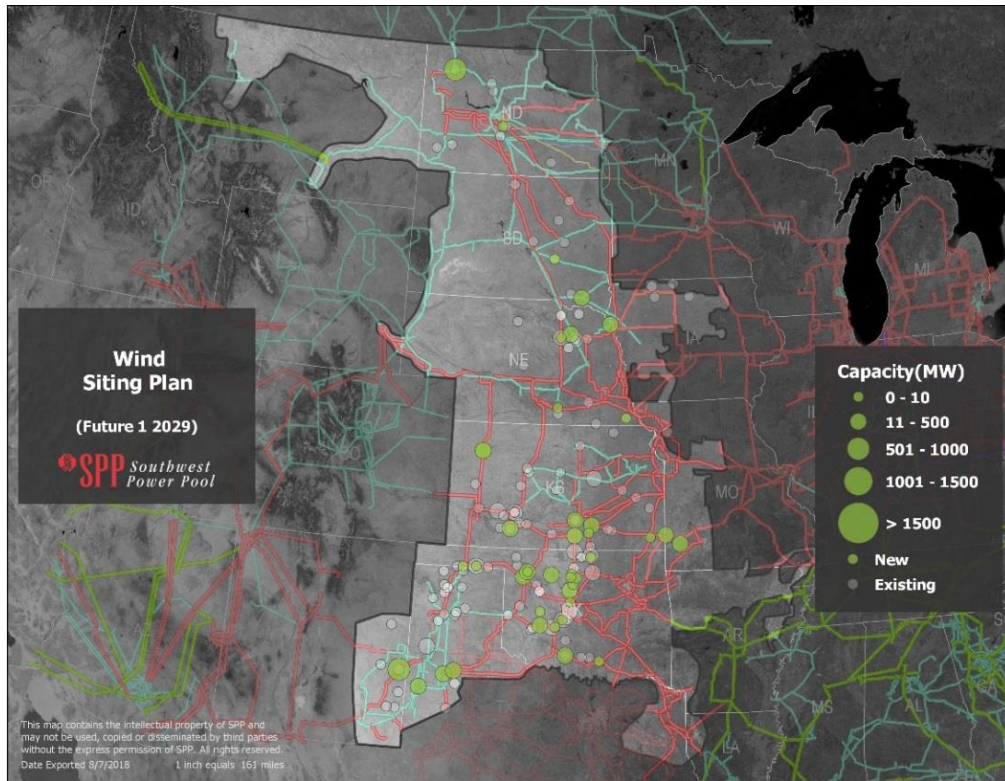 Wind
Siting Plan
(Future 1 2029)
SPP Southwest
Power Pool
Capacity(MW)
0 - 10
11 - 500
501 - 1000
1001 - 1500
> 1500
New
Existing
ND
MN
OR
ID
SD
WI
MI
NE
IA
KS
MO
AR
MS
AL
LA
This map contains the intellectual property of SPP and
may not be used, copied or disseminated by third parties
without the express permission of SPP. All rights reserved.
Date Exported 8/7/2018 1 inch equals 161 miles